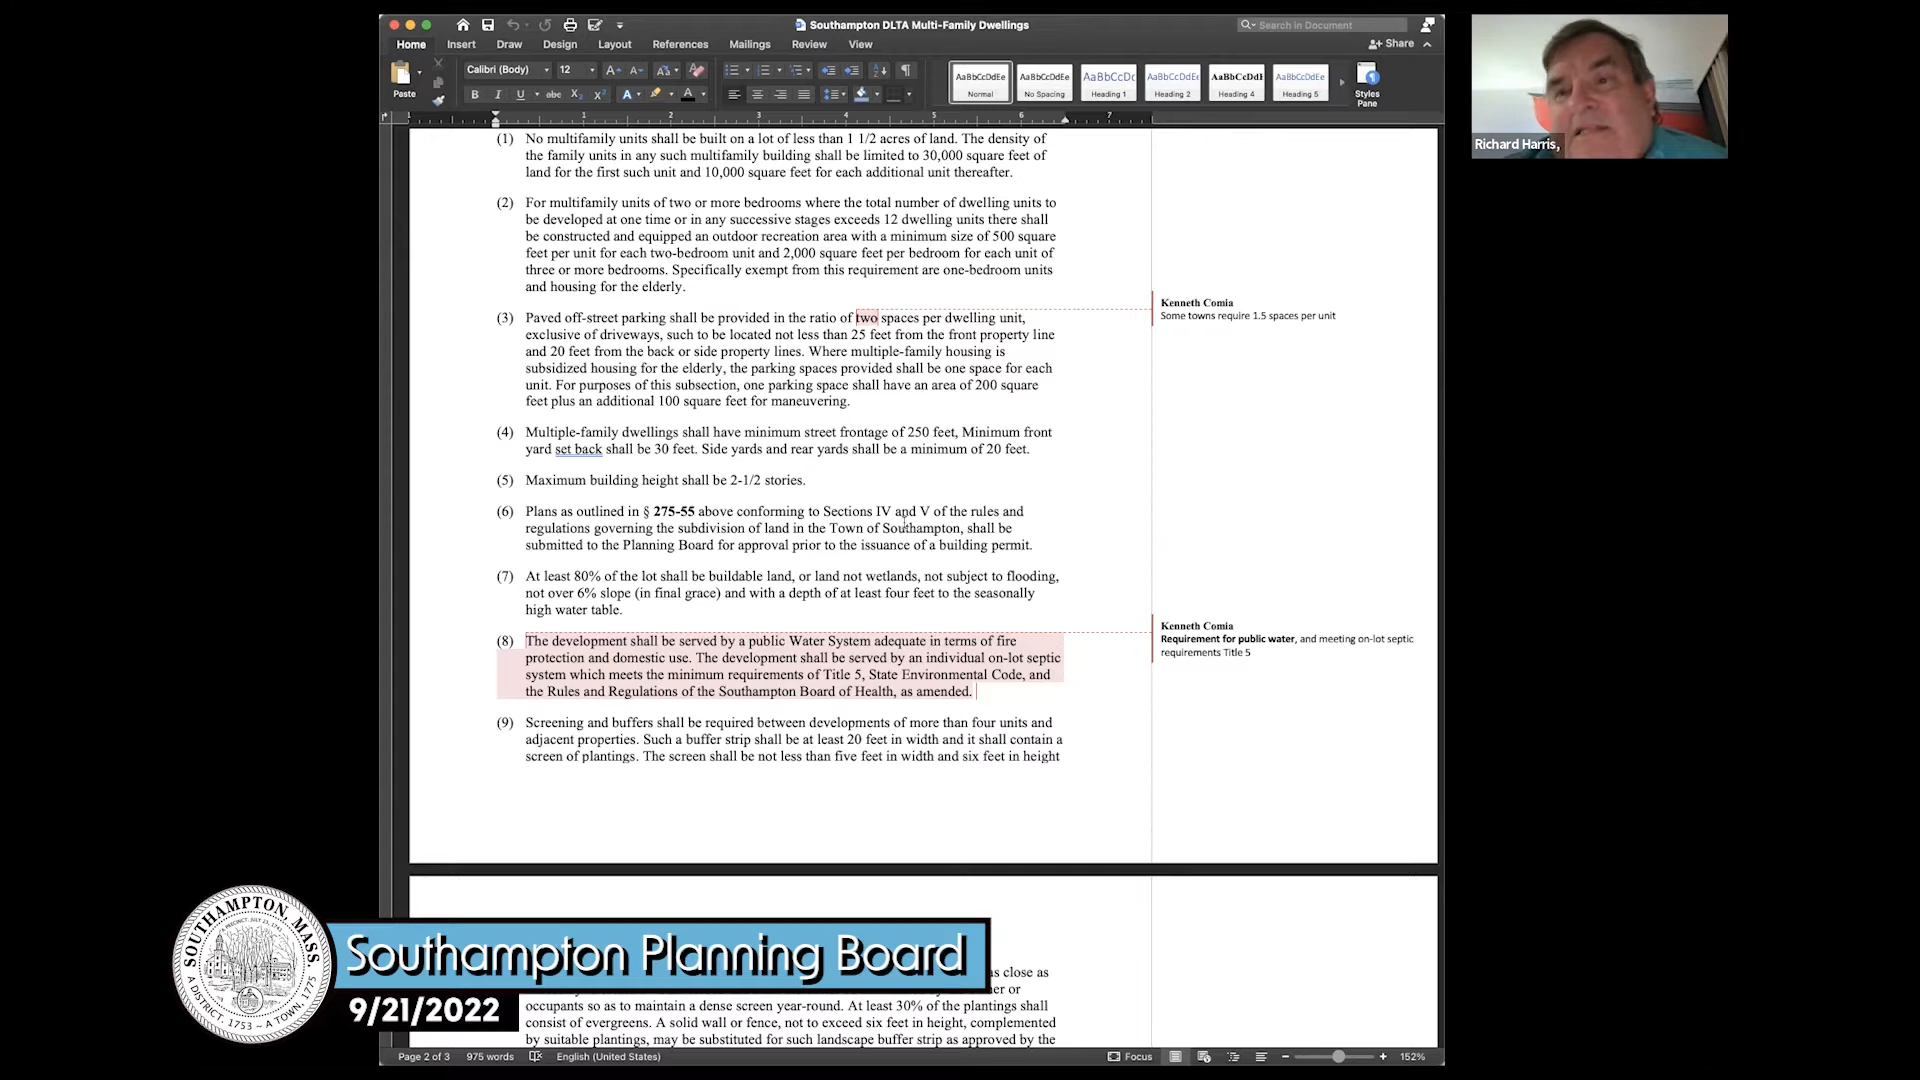 Southampton DLTA Multi-Family Dwellings
Search in Document
Home Insert Draw Design Layout References Mailings Review View
Share
Paste
Calibri (Body) 12
AaBbCcDdEe AaBbCcDdEe AaBbCcDc AaBbCcDdEe AaBbCcDdI AaBbCcDdEe
Normal No Spacing Heading 1 Heading 2 Heading 4 Heading 5
Styles
Pane
1 1 2 3 4 5 6 7
(1) No multifamily units shall be built on a lot of less than 1 1/2 acres of land. The density of
the family units in any such multifamily building shall be limited to 30,000 square feet of
land for the first such unit and 10,000 square feet for each additional unit thereafter.
(2) For multifamily units of two or more bedrooms where the total number of dwelling units to
be developed at one time or in any successive stages exceeds 12 dwelling units there shall
be constructed and equipped an outdoor recreation area with a minimum size of 500 square
feet per unit for each two-bedroom unit and 2,000 square feet per bedroom for each unit of
three or more bedrooms. Specifically exempt from this requirement are one-bedroom units
and housing for the elderly.
(3) Paved off-street parking shall be provided in the ratio of two spaces per dwelling unit,
exclusive of driveways, such to be located not less than 25 feet from the front property line
and 20 feet from the back or side property lines. Where multiple-family housing is
subsidized housing for the elderly, the parking spaces provided shall be one space for each
unit. For purposes of this subsection, one parking space shall have an area of 200 square
feet plus an additional 100 square feet for maneuvering.
(4) Multiple-family dwellings shall have minimum street frontage of 250 feet, Minimum front
yard set back shall be 30 feet. Side yards and rear yards shall be a minimum of 20 feet.
(5) Maximum building height shall be 2-1/2 stories.
(6) Plans as outlined in § 275-55 above conforming to Sections IV and V of the rules and
regulations governing the subdivision of land in the Town of Southampton, shall be
submitted to the Planning Board for approval prior to the issuance of a building permit.
(7) At least 80% of the lot shall be buildable land, or land not wetlands, not subject to flooding,
not over 6% slope (in final grace) and with a depth of at least four feet to the seasonally
high water table.
(8) The development shall be served by a public Water System adequate in terms of fire
protection and domestic use. The development shall be served by an individual on-lot septic
system which meets the minimum requirements of Title 5, State Environmental Code, and
the Rules and Regulations of the Southampton Board of Health, as amended.
(9) Screening and buffers shall be required between developments of more than four units and
adjacent properties. Such a buffer strip shall be at least 20 feet in width and it shall contain a
screen of plantings. The screen shall be not less than five feet in width and six feet in height
Kenneth Comia
Some towns require 1.5 spaces per unit
Kenneth Comia
Requirement for public water, and meeting on-lot septic
requirements Title 5
as close as
occupants so as to maintain a dense screen year-round. At least 30% of the plantings shall
consist of evergreens. A solid wall or fence, not to exceed six feet in height, complemented
by suitable plantings, may be substituted for such landscape buffer strip as approved by the
Page 2 of 3 975 words English (United States) Focus 152%
Richard Harris,
SOUTHAMPTON, MASS.
A DISTRICT, 1753 ~ A TOWN, 1775
Southampton Planning Board
9/21/2022